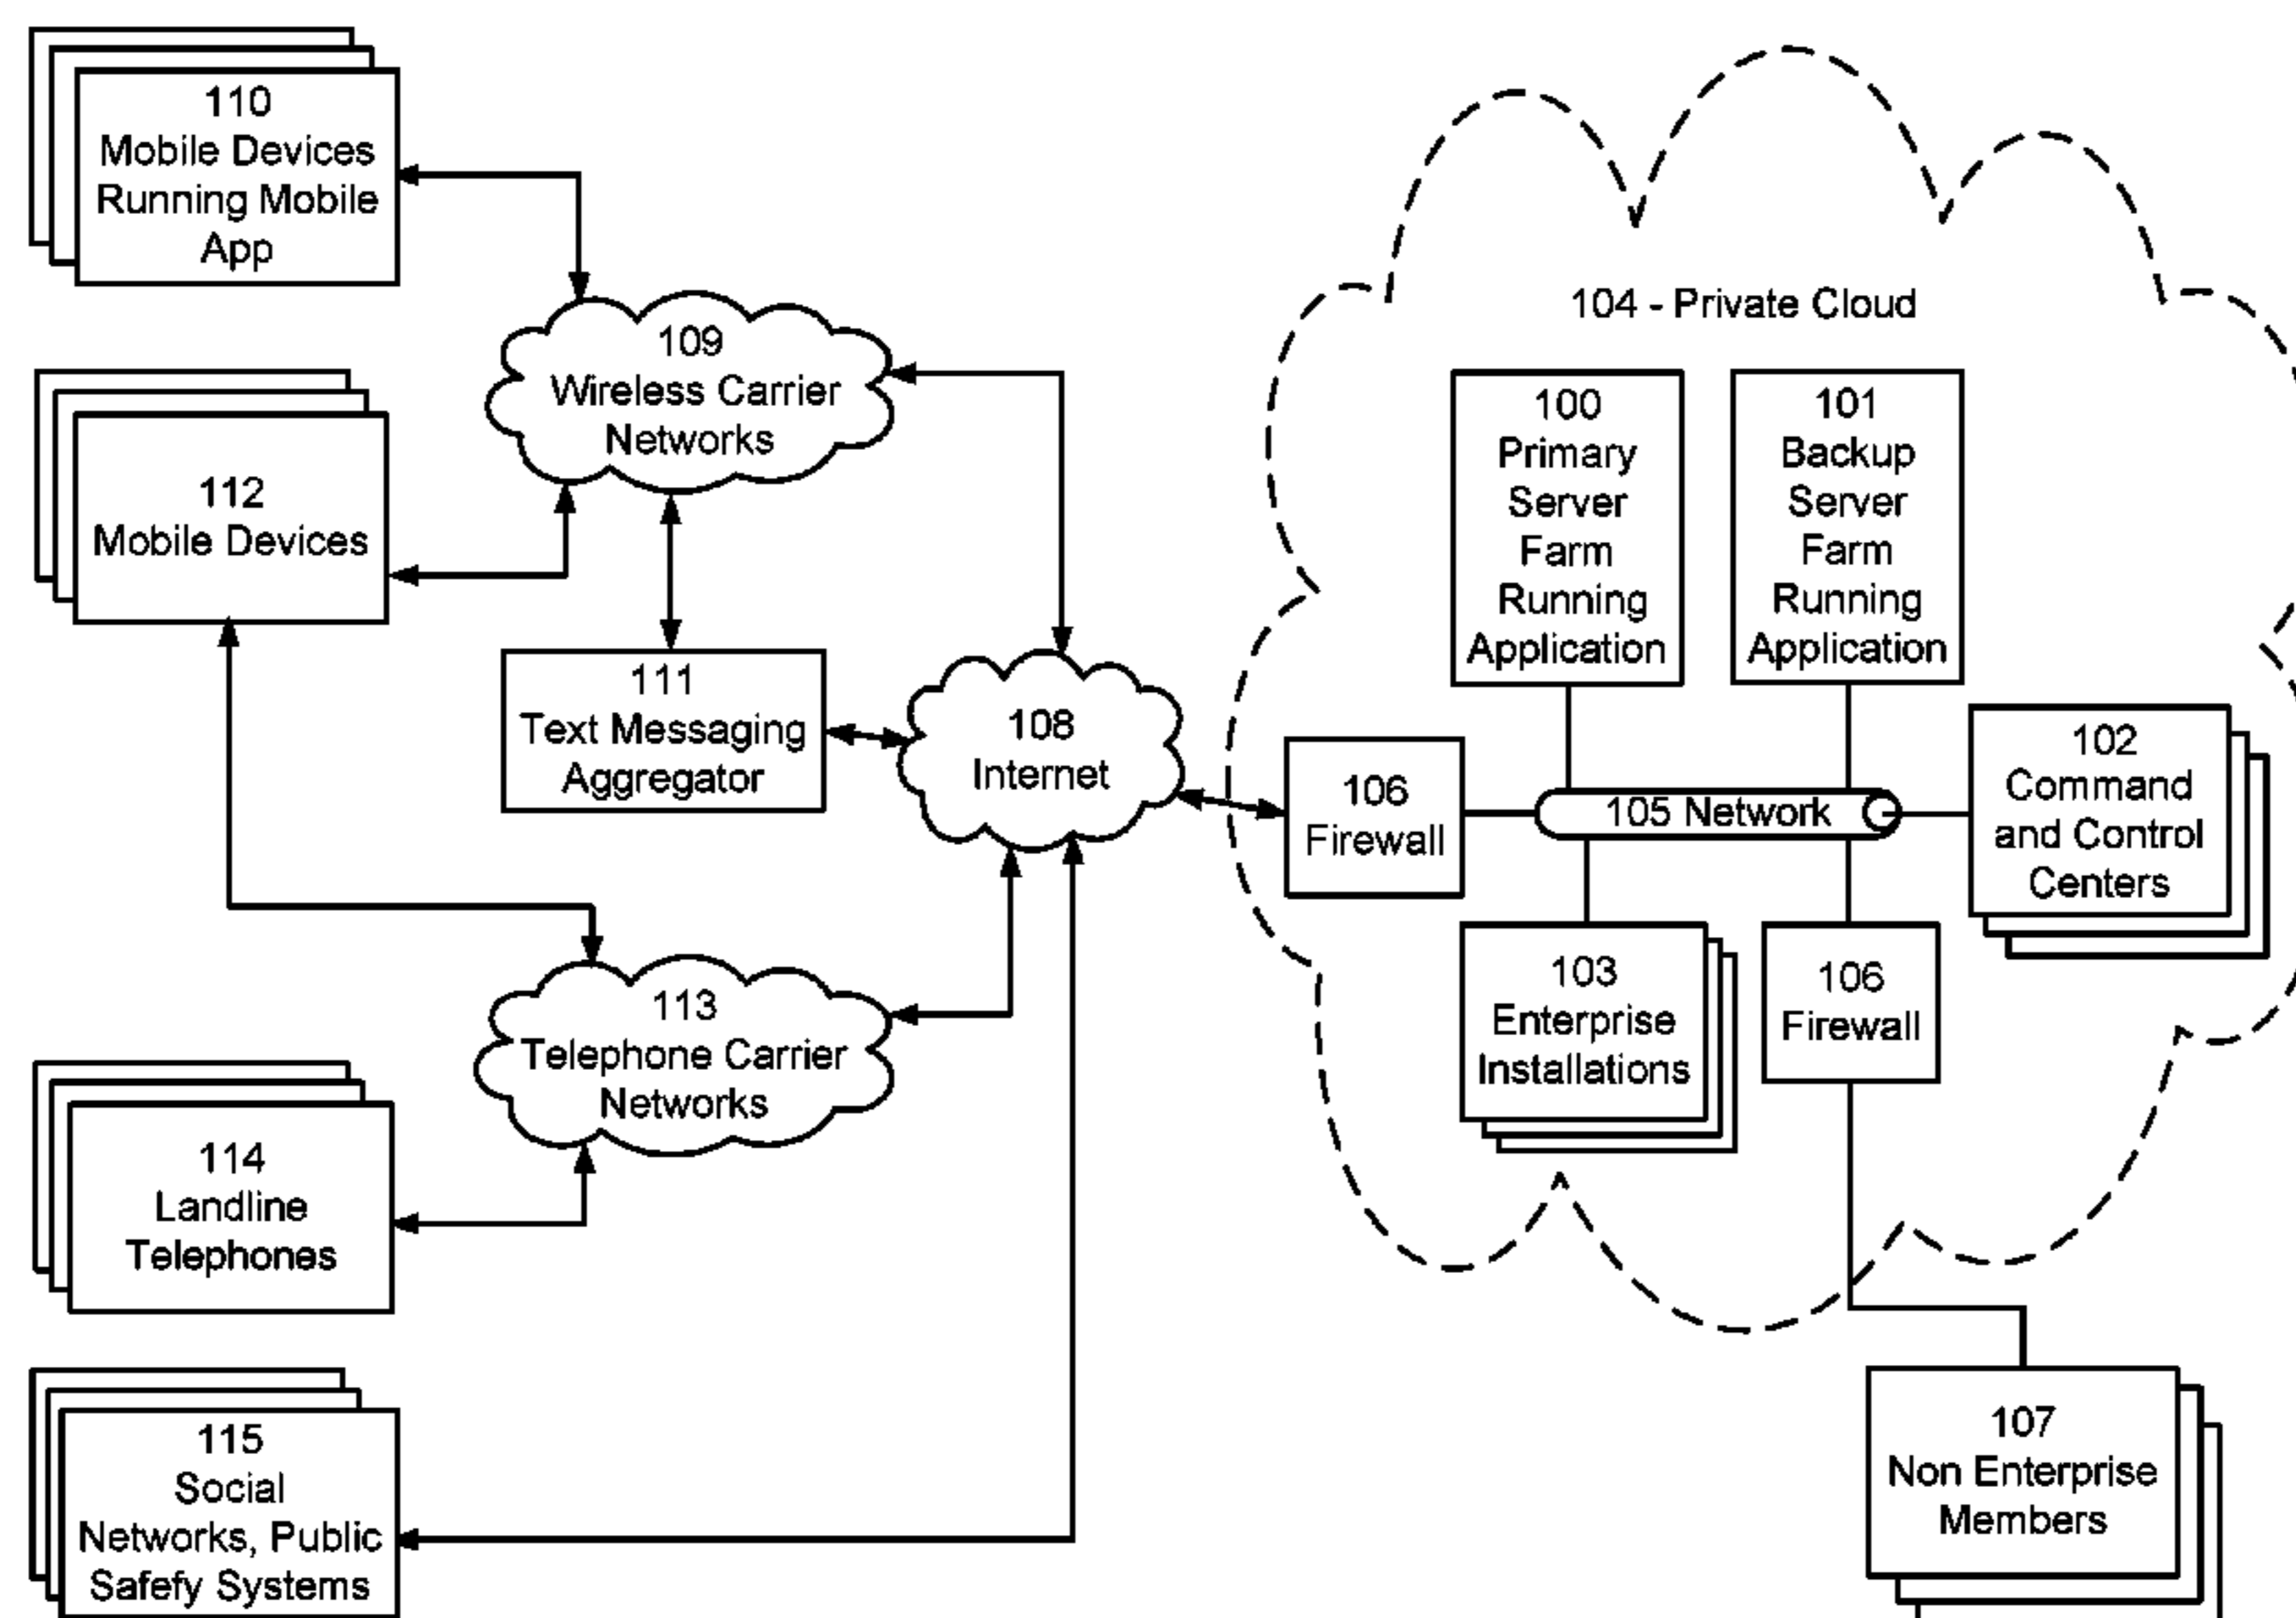 110
Mobile Devices
Running Mobile
App
109
Wireless Carrier
Networks
112
Mobile Devices
111
Text Messaging
Aggregator
108
Internet
113
Telephone Carrier
Networks
114
Landline
Telephones
115
Social
Networks, Public
Safefy Systems
104 - Private Cloud
100
Primary
Server
Farm
Running
Application
101
Backup
Server
Farm
Running
Application
102
Command
and Control
Centers
106
Firewall
105 Network
103
Enterprise
Installations
106
Firewall
107
Non Enterprise
Members